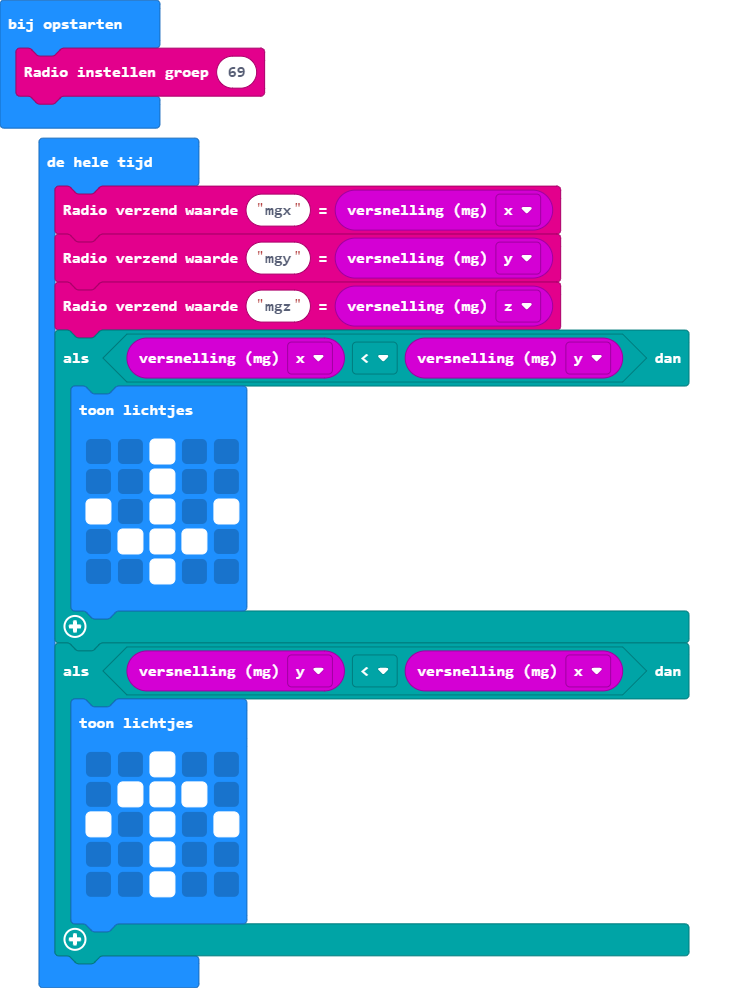 bij opstarten
Radio instellen groep 69
de hele tijd
Radio verzend waarde "mgx" = versnelling (mg) x
Radio verzend waarde "mgy" = versnelling (mg) y
Radio verzend waarde "mgz" = versnelling (mg) z
als versnelling (mg) x < versnelling (mg) y dan
toon lichtjes
als versnelling (mg) y < versnelling (mg) x dan
toon lichtjes